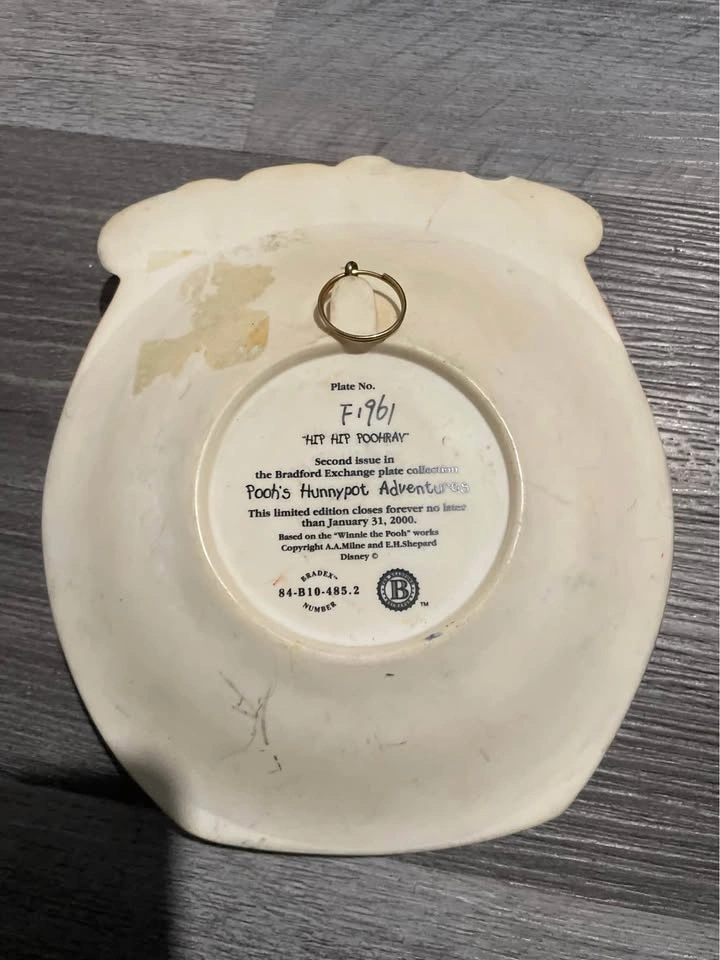 Plate No.
F1961
"HIP HIP POOHRAY"
Second issue in
the Bradford Exchange plate collection
Pooh's Hunnypot Adventures
This limited edition closes forever no later
than January 31, 2000.
Based on the "Winnie the Pooh" works
Copyright A.A.Milne and E.H.Shepard
Disney ©
BRADEX™
84-B10-485.2
NUMBER
B
™